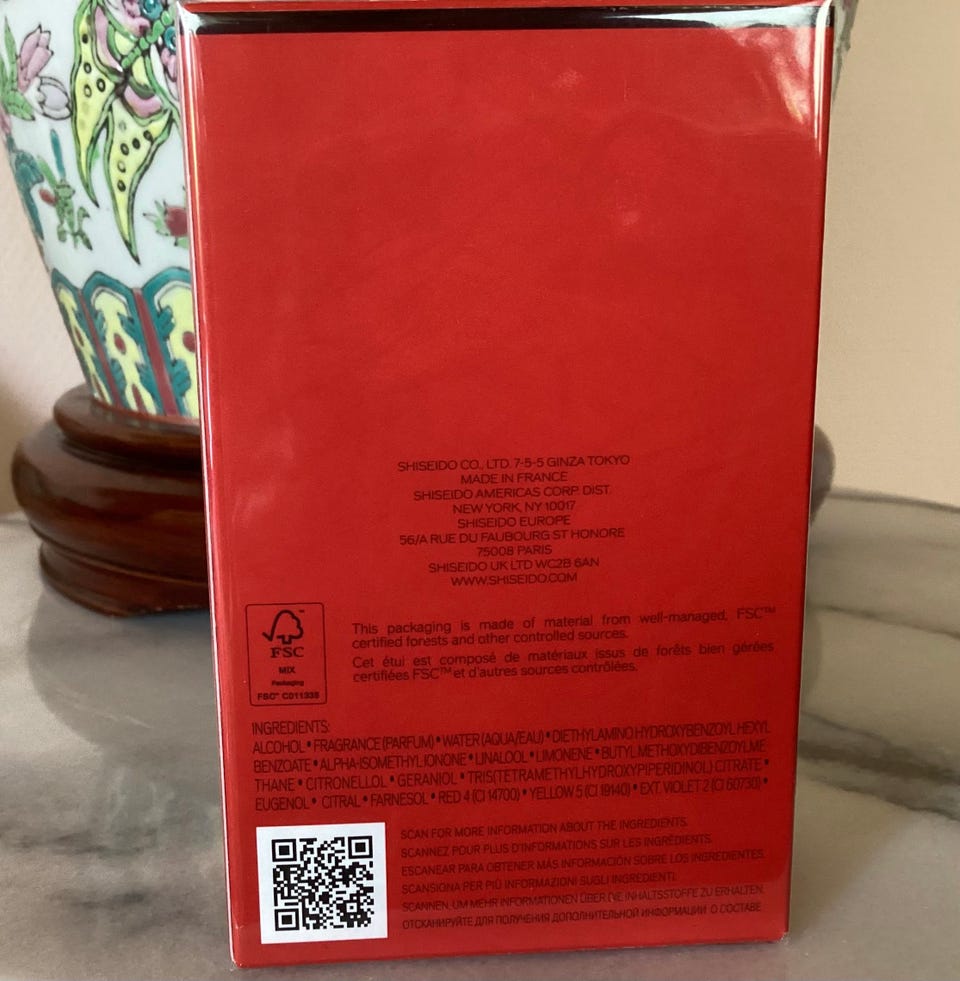 SHISEIDO CO., LTD. 7-5-5 GINZA TOKYO
MADE IN FRANCE
SHISEIDO AMERICAS CORP. DIST.
NEW YORK, NY 10017
SHISEIDO EUROPE
56/A RUE DU FAUBOURG ST HONORE
75008 PARIS
SHISEIDO UK LTD WC2B 6AN
WWW.SHISEIDO.COM
FSC
MIX
Packaging
FSC™ C011338
This packaging is made of material from well-managed, FSC™
certified forests and other controlled sources.
Cet étui est composé de matériaux issus de forêts bien gérées
certifiées FSC™ et d'autres sources contrôlées.
INGREDIENTS:
ALCOHOL • FRAGRANCE (PARFUM) • WATER (AQUA/EAU) • DIETHYLAMINO HYDROXYBENZOYL HEXYL
BENZOATE • ALPHA-ISOMETHYL IONONE • LINALOOL • LIMONENE • BUTYL METHOXYDIBENZOYLME
THANE • CITRONELLOL • GERANIOL • TRIS(TETRAMETHYLHYDROXYPIPERIDINOL) CITRATE •
EUGENOL • CITRAL • FARNESOL • RED 4 (CI 14700) • YELLOW 5 (CI 19140) • EXT. VIOLET 2 (CI 60730) •
SCAN FOR MORE INFORMATION ABOUT THE INGREDIENTS.
SCANNEZ POUR PLUS D'INFORMATIONS SUR LES INGRÉDIENTS.
ESCANEAR PARA OBTENER MÁS INFORMACIÓN SOBRE LOS INGREDIENTES.
SCANSIONA PER PIÙ INFORMAZIONI SUGLI INGREDIENTI.
SCANNEN, UM MEHR INFORMATIONEN ÜBER DIE INHALTSSTOFFE ZU ERHALTEN.
ОТСКАНИРУЙТЕ ДЛЯ ПОЛУЧЕНИЯ ДОПОЛНИТЕЛЬНОЙ ИНФОРМАЦИИ О СОСТАВЕ